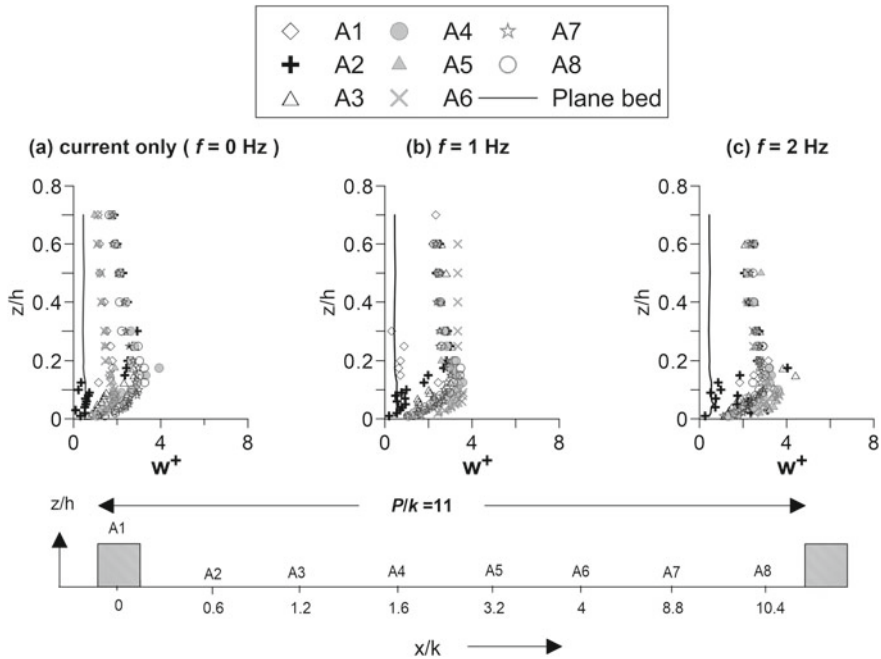 A1 A4 A7
A2 A5 A8
A3 A6 Plane bed
(a) current only ( f = 0 Hz )
(b) f = 1 Hz
(c) f = 2 Hz
z/h
0.8
0.6
0.4
0.2
0
0 4 8
w+
z/h
0.8
0.6
0.4
0.2
0
0 4 8
w+
z/h
0.8
0.6
0.4
0.2
0
0 4 8
w+
z/h
P/k =11
A1
A2 A3 A4 A5 A6 A7 A8
0 0.6 1.2 1.6 3.2 4 8.8 10.4
x/k